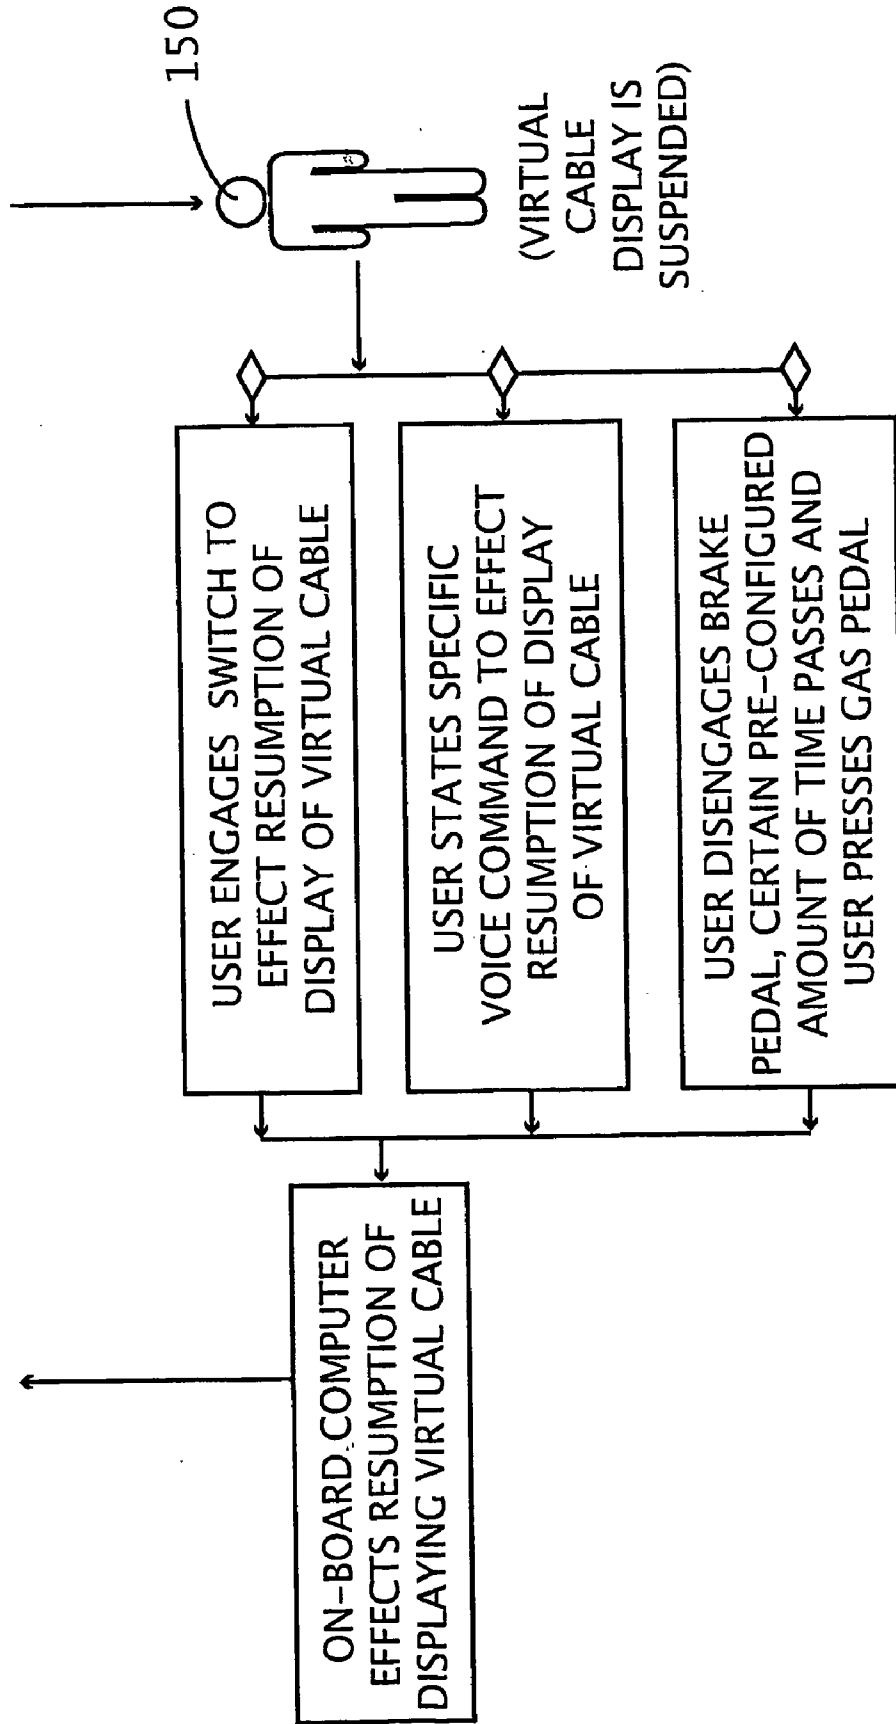 150
(VIRTUAL
CABLE
DISPLAY IS
SUSPENDED)
USER ENGAGES SWITCH TO
EFFECT RESUMPTION OF
DISPLAY OF VIRTUAL CABLE
USER STATES SPECIFIC
VOICE COMMAND TO EFFECT
RESUMPTION OF DISPLAY
OF VIRTUAL CABLE
USER DISENGAGES BRAKE
PEDAL, CERTAIN PRE-CONFIGURED
AMOUNT OF TIME PASSES AND
USER PRESSES GAS PEDAL
ON-BOARD COMPUTER
EFFECTS RESUMPTION OF
DISPLAYING VIRTUAL CABLE